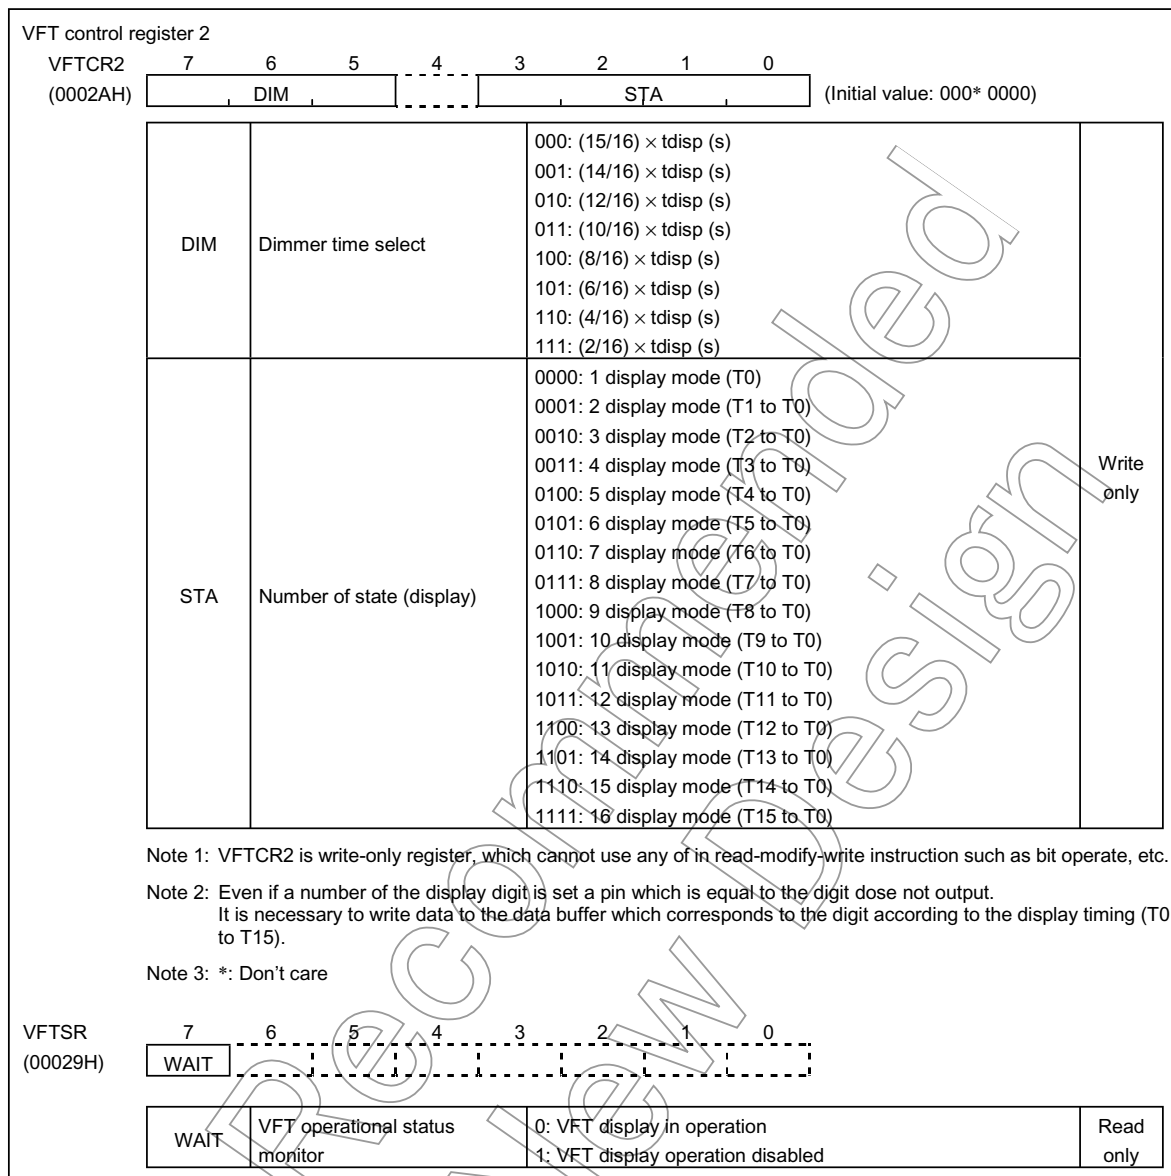 VFT control register 2
VFTCR2 7 6 5 4 3 2 1 0
(0002AH) DIM STA (Initial value: 000* 0000)
DIM Dimmer time select
000: (15/16) × tdisp (s)
001: (14/16) × tdisp (s)
010: (12/16) × tdisp (s)
011: (10/16) × tdisp (s)
100: (8/16) × tdisp (s)
101: (6/16) × tdisp (s)
110: (4/16) × tdisp (s)
111: (2/16) × tdisp (s)
STA Number of state (display)
0000: 1 display mode (T0)
0001: 2 display mode (T1 to T0)
0010: 3 display mode (T2 to T0)
0011: 4 display mode (T3 to T0)
0100: 5 display mode (T4 to T0)
0101: 6 display mode (T5 to T0)
0110: 7 display mode (T6 to T0)
0111: 8 display mode (T7 to T0)
1000: 9 display mode (T8 to T0)
1001: 10 display mode (T9 to T0)
1010: 11 display mode (T10 to T0)
1011: 12 display mode (T11 to T0)
1100: 13 display mode (T12 to T0)
1101: 14 display mode (T13 to T0)
1110: 15 display mode (T14 to T0)
1111: 16 display mode (T15 to T0)
Write
only
Note 1: VFTCR2 is write-only register, which cannot use any of in read-modify-write instruction such as bit operate, etc.
Note 2: Even if a number of the display digit is set a pin which is equal to the digit dose not output.
It is necessary to write data to the data buffer which corresponds to the digit according to the display timing (T0
to T15).
Note 3: *: Don't care
VFTSR 7 6 5 4 3 2 1 0
(00029H) WAIT
WAIT
VFT operational status
monitor
0: VFT display in operation
1: VFT display operation disabled
Read
only
Recommended
New Design